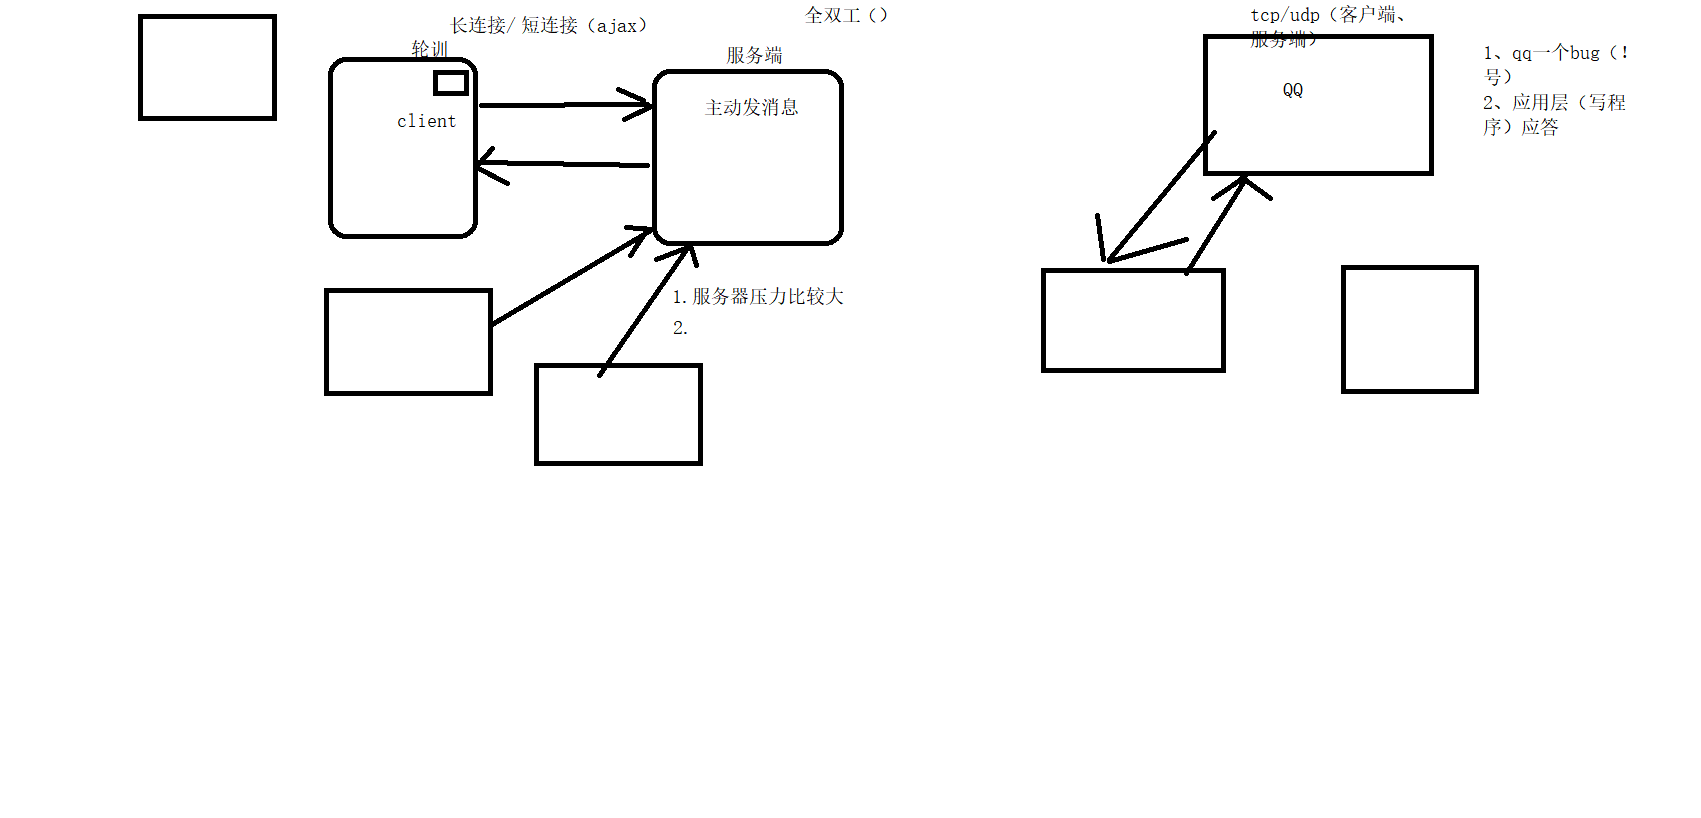 长连接/短连接（ajax）
轮训
client
全双工（）
服务端
主动发消息
1.服务器压力比较大
2.
tcp/udp（客户端、
服务端）
QQ
1、qq一个bug（！
号）
2、应用层（写程
序）应答